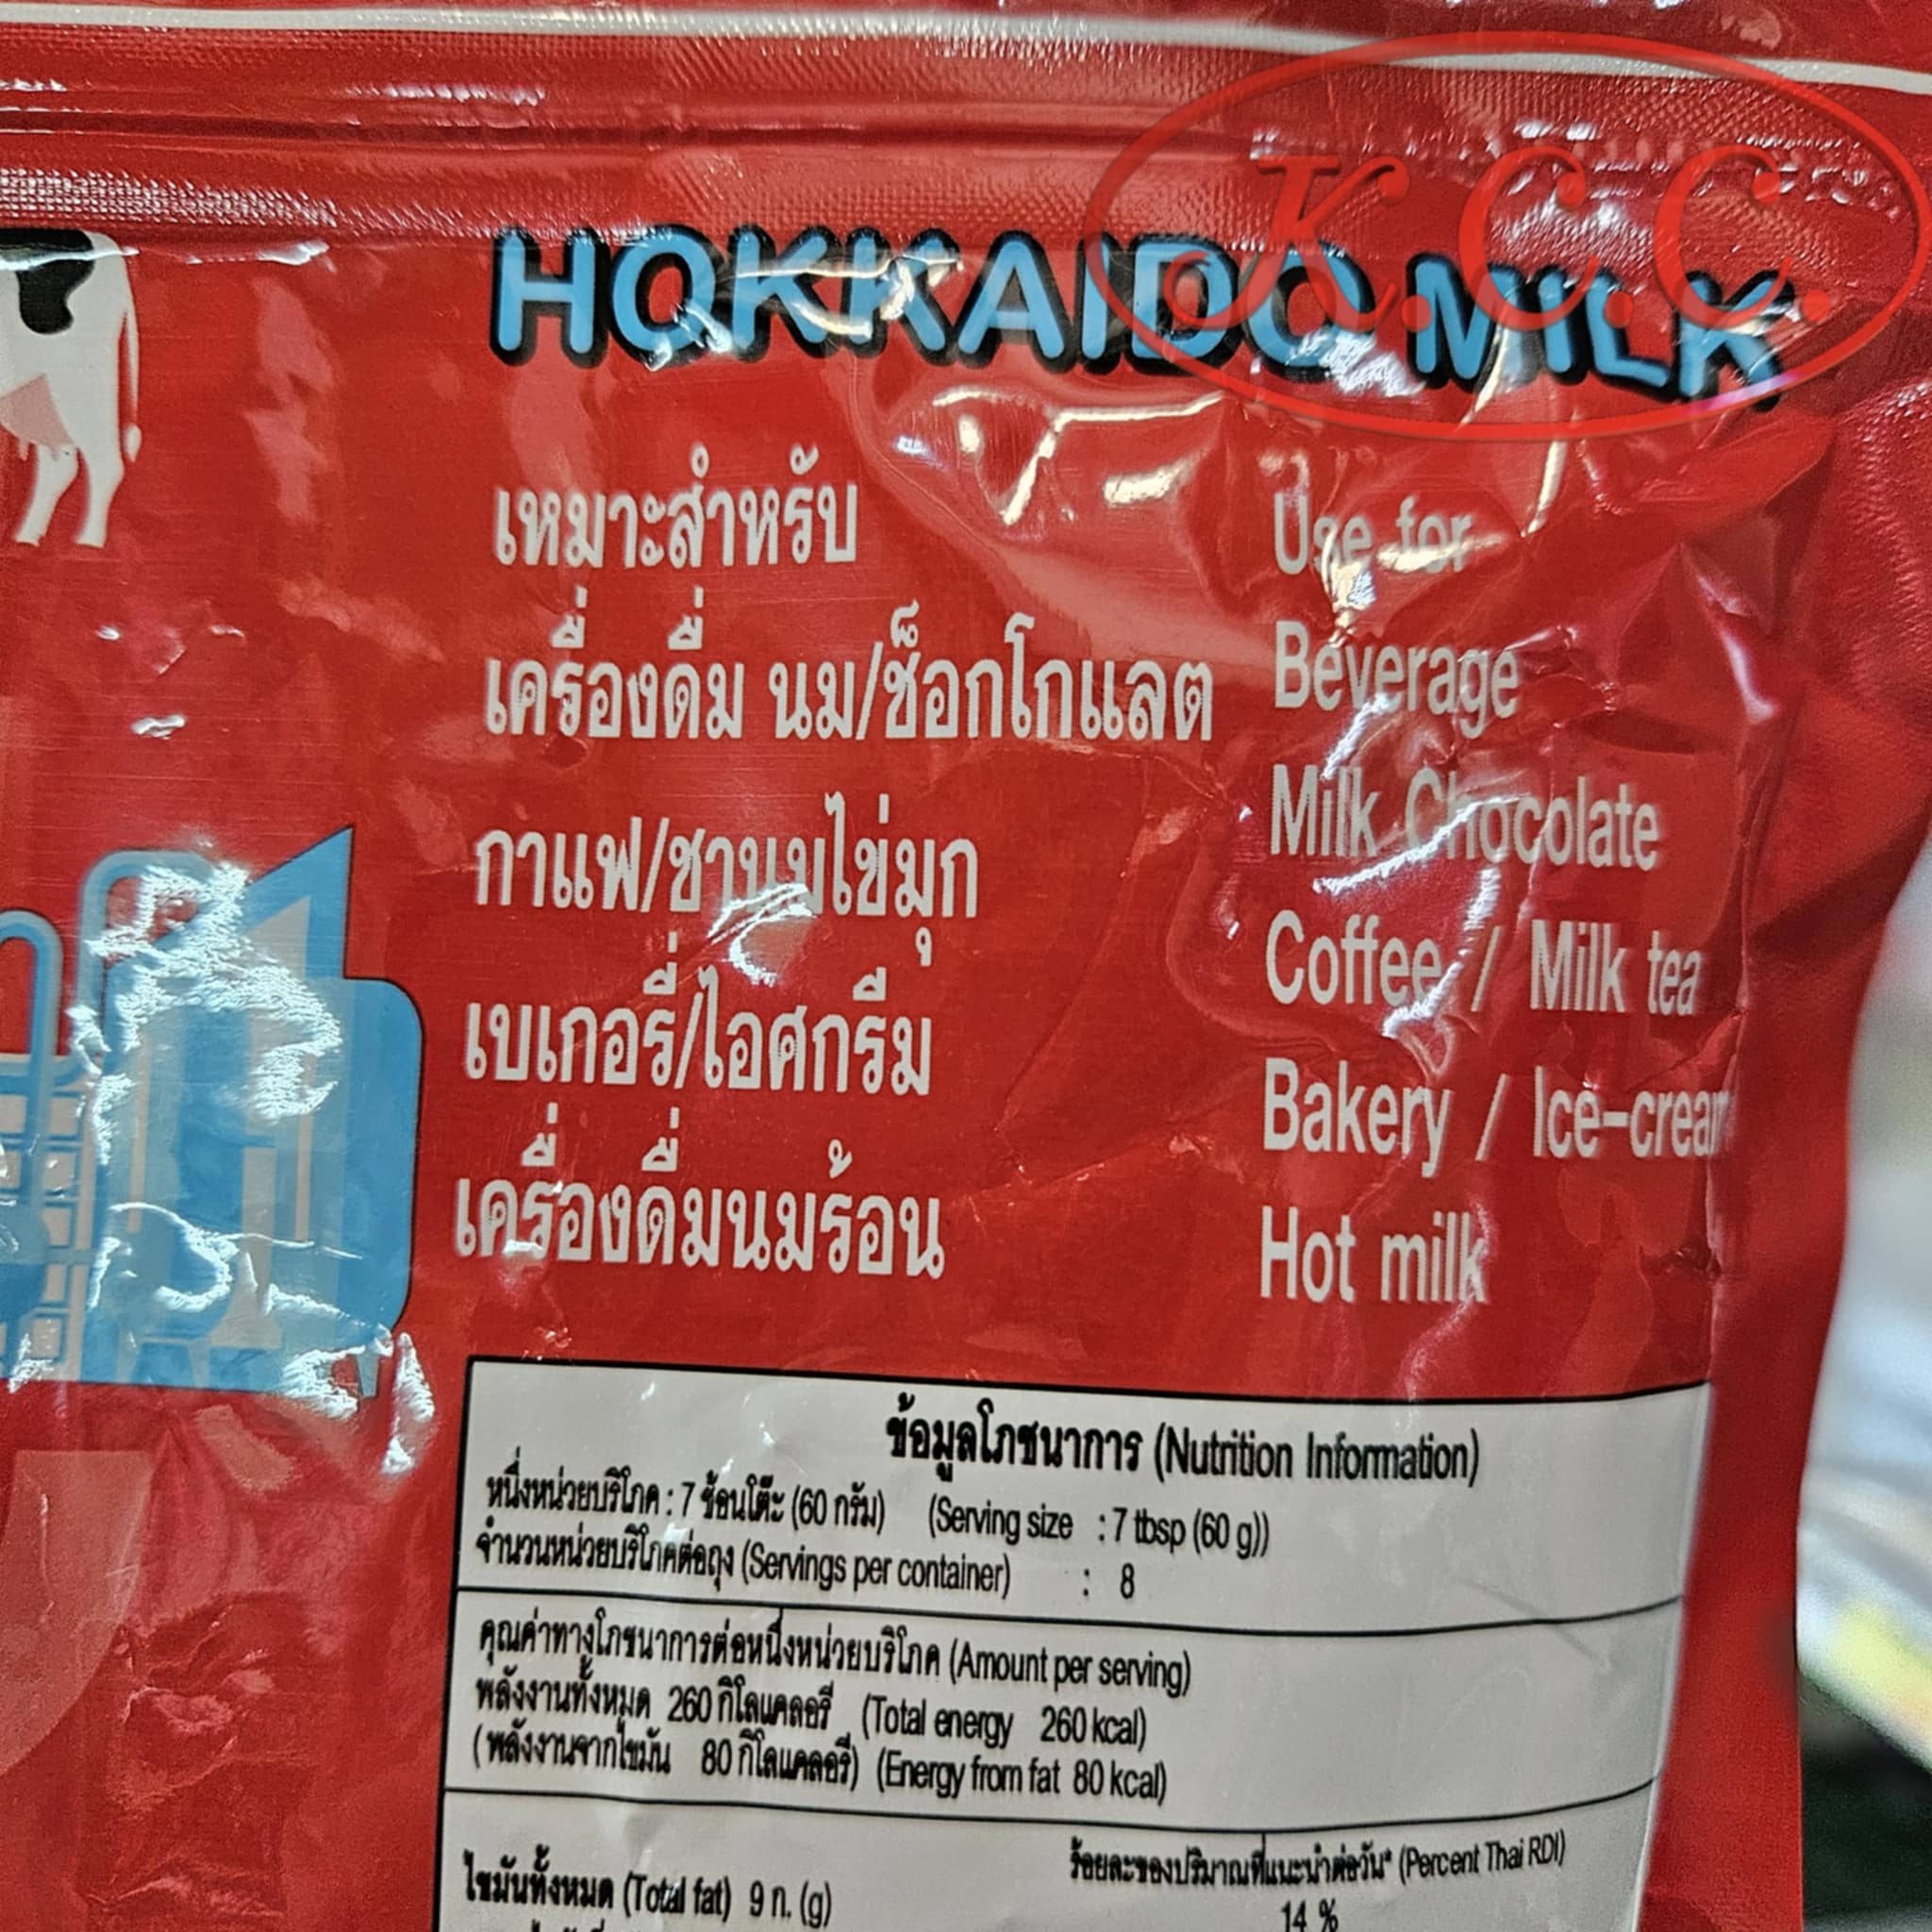 K.C.C.
HOKKAIDO MILK
เหมาะสำหรับ
เครื่องดื่ม นม/ช็อกโกแลต
กาแฟ/ชานมไข่มุก
เบเกอรี่/ไอศกรีม
เครื่องดื่มนมร้อน
Use for
Beverage
Milk Chocolate
Coffee / Milk tea
Bakery / Ice-cream
Hot milk
ข้อมูลโภชนาการ (Nutrition Information)
หนึ่งหน่วยบริโภค : 7 ช้อนโต๊ะ (60 กรัม) (Serving size : 7 tbsp (60 g))
จำนวนหน่วยบริโภคต่อถุง (Servings per container) : 8
คุณค่าทางโภชนาการต่อหนึ่งหน่วยบริโภค (Amount per serving)
พลังงานทั้งหมด 260 กิโลแคลอรี (Total energy 260 kcal)
(พลังงานจากไขมัน 80 กิโลแคลอรี) (Energy from fat 80 kcal)
ร้อยละของปริมาณที่แนะนำต่อวัน* (Percent Thai RDI)
ไขมันทั้งหมด (Total fat) 9 ก. (g) 14 %